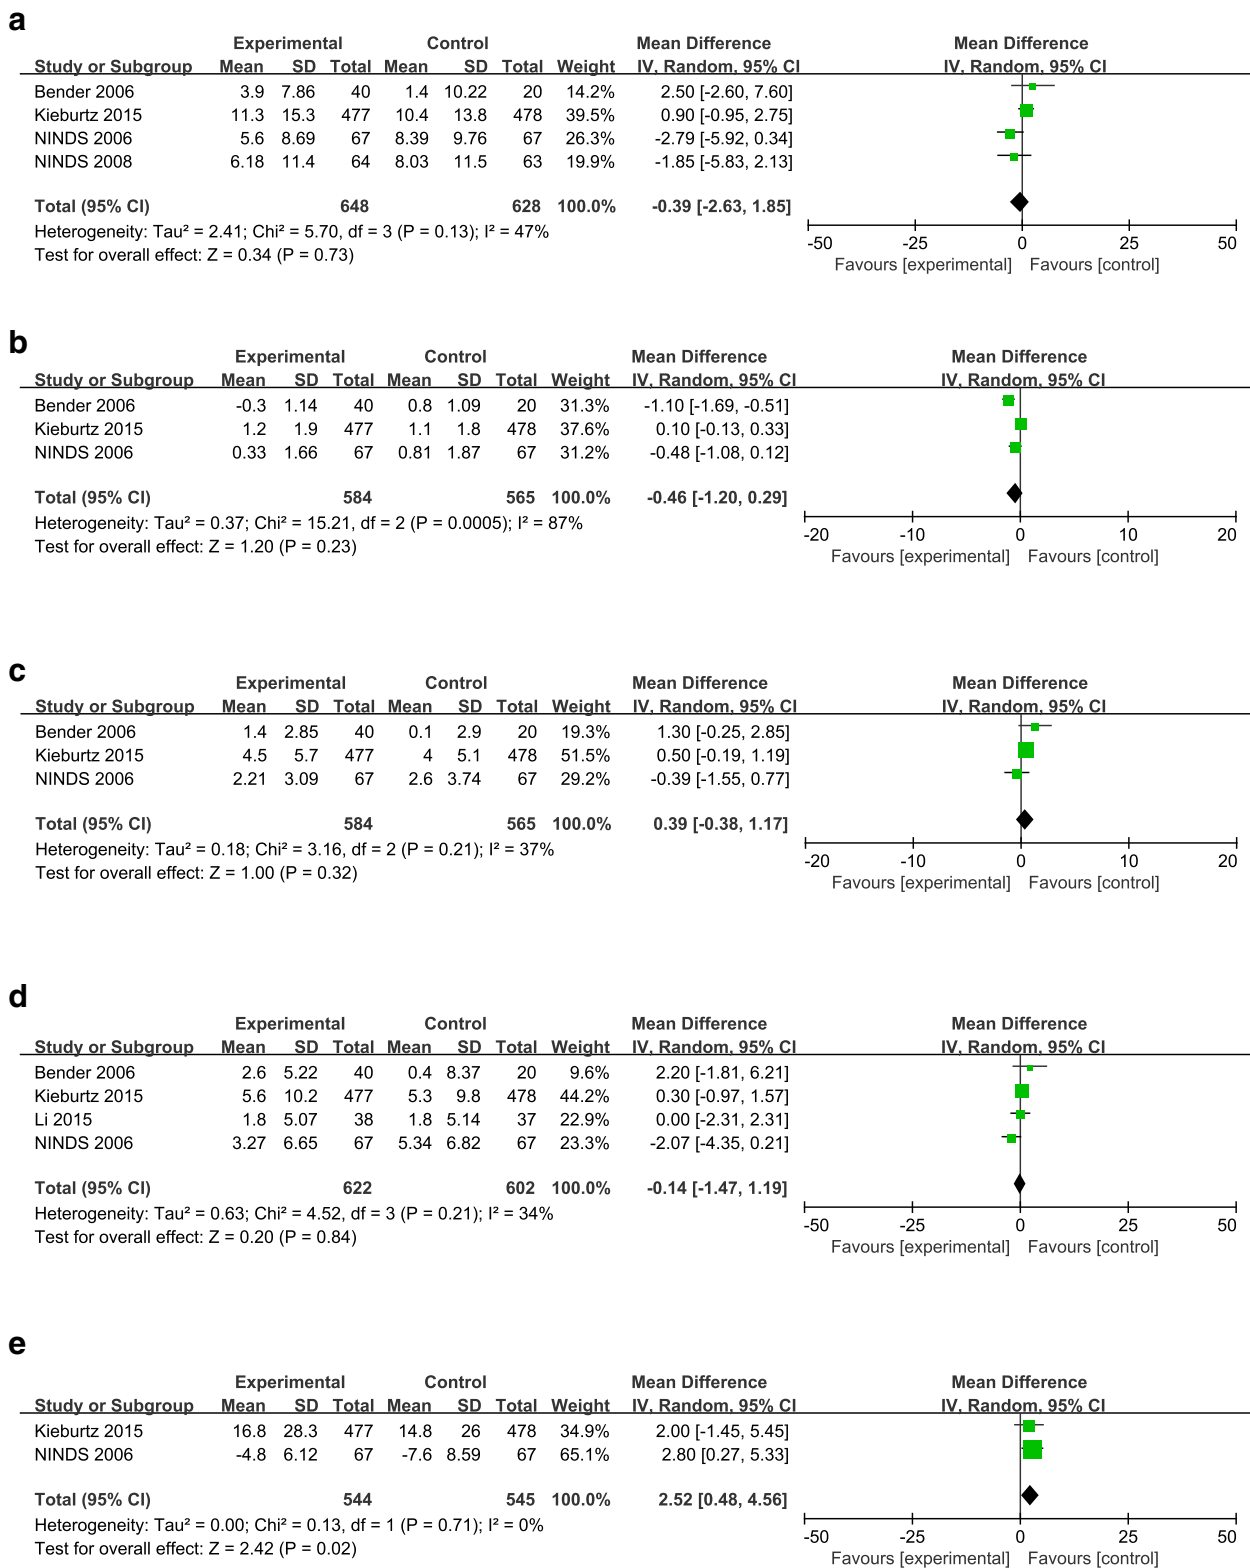 a
Experimental Control Mean Difference Mean Difference
Study or Subgroup Mean SD Total Mean SD Total Weight IV, Random, 95% CI IV, Random, 95% CI
Bender 2006 3.9 7.86 40 1.4 10.22 20 14.2% 2.50 [-2.60, 7.60]
Kieburtz 2015 11.3 15.3 477 10.4 13.8 478 39.5% 0.90 [-0.95, 2.75]
NINDS 2006 5.6 8.69 67 8.39 9.76 67 26.3% -2.79 [-5.92, 0.34]
NINDS 2008 6.18 11.4 64 8.03 11.5 63 19.9% -1.85 [-5.83, 2.13]
Total (95% CI) 648 628 100.0% -0.39 [-2.63, 1.85]
Heterogeneity: Tau² = 2.41; Chi² = 5.70, df = 3 (P = 0.13); I² = 47%
Test for overall effect: Z = 0.34 (P = 0.73)
-50 -25 0 25 50
Favours [experimental] Favours [control]
b
Experimental Control Mean Difference Mean Difference
Study or Subgroup Mean SD Total Mean SD Total Weight IV, Random, 95% CI IV, Random, 95% CI
Bender 2006 -0.3 1.14 40 0.8 1.09 20 31.3% -1.10 [-1.69, -0.51]
Kieburtz 2015 1.2 1.9 477 1.1 1.8 478 37.6% 0.10 [-0.13, 0.33]
NINDS 2006 0.33 1.66 67 0.81 1.87 67 31.2% -0.48 [-1.08, 0.12]
Total (95% CI) 584 565 100.0% -0.46 [-1.20, 0.29]
Heterogeneity: Tau² = 0.37; Chi² = 15.21, df = 2 (P = 0.0005); I² = 87%
Test for overall effect: Z = 1.20 (P = 0.23)
-20 -10 0 10 20
Favours [experimental] Favours [control]
c
Experimental Control Mean Difference Mean Difference
Study or Subgroup Mean SD Total Mean SD Total Weight IV, Random, 95% CI IV, Random, 95% CI
Bender 2006 1.4 2.85 40 0.1 2.9 20 19.3% 1.30 [-0.25, 2.85]
Kieburtz 2015 4.5 5.7 477 4 5.1 478 51.5% 0.50 [-0.19, 1.19]
NINDS 2006 2.21 3.09 67 2.6 3.74 67 29.2% -0.39 [-1.55, 0.77]
Total (95% CI) 584 565 100.0% 0.39 [-0.38, 1.17]
Heterogeneity: Tau² = 0.18; Chi² = 3.16, df = 2 (P = 0.21); I² = 37%
Test for overall effect: Z = 1.00 (P = 0.32)
-20 -10 0 10 20
Favours [experimental] Favours [control]
d
Experimental Control Mean Difference Mean Difference
Study or Subgroup Mean SD Total Mean SD Total Weight IV, Random, 95% CI IV, Random, 95% CI
Bender 2006 2.6 5.22 40 0.4 8.37 20 9.6% 2.20 [-1.81, 6.21]
Kieburtz 2015 5.6 10.2 477 5.3 9.8 478 44.2% 0.30 [-0.97, 1.57]
Li 2015 1.8 5.07 38 1.8 5.14 37 22.9% 0.00 [-2.31, 2.31]
NINDS 2006 3.27 6.65 67 5.34 6.82 67 23.3% -2.07 [-4.35, 0.21]
Total (95% CI) 622 602 100.0% -0.14 [-1.47, 1.19]
Heterogeneity: Tau² = 0.63; Chi² = 4.52, df = 3 (P = 0.21); I² = 34%
Test for overall effect: Z = 0.20 (P = 0.84)
-50 -25 0 25 50
Favours [experimental] Favours [control]
e
Experimental Control Mean Difference Mean Difference
Study or Subgroup Mean SD Total Mean SD Total Weight IV, Random, 95% CI IV, Random, 95% CI
Kieburtz 2015 16.8 28.3 477 14.8 26 478 34.9% 2.00 [-1.45, 5.45]
NINDS 2006 -4.8 6.12 67 -7.6 8.59 67 65.1% 2.80 [0.27, 5.33]
Total (95% CI) 544 545 100.0% 2.52 [0.48, 4.56]
Heterogeneity: Tau² = 0.00; Chi² = 0.13, df = 1 (P = 0.71); I² = 0%
Test for overall effect: Z = 2.42 (P = 0.02)
-50 -25 0 25 50
Favours [experimental] Favours [control]